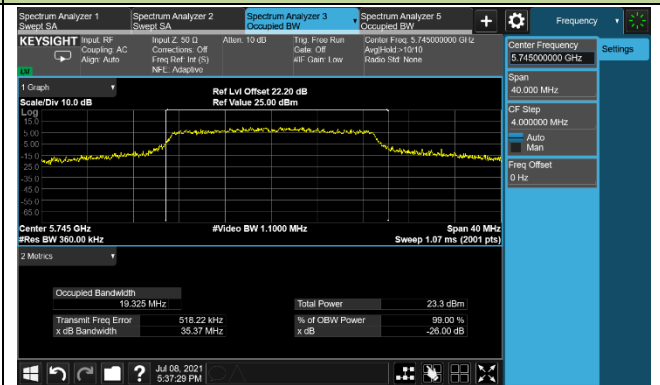 Spectrum Analyzer 1
Swept SA
Spectrum Analyzer 2
Swept SA
Spectrum Analyzer 3
Occupied BW
Spectrum Analyzer 5
Occupied BW
+
Frequency
KEYSIGHT
Input: RF
Coupling: AC
Align: Auto
Input Z: 50 Ω
Corrections: Off
Freq Ref: Int (S)
NFE: Adaptive
Atten: 10 dB
Trig: Free Run
Gate: Off
#IF Gain: Low
Center Freq: 5.745000000 GHz
Avg|Hold:>10/10
Radio Std: None
Center Frequency
5.745000000 GHz
Settings
Span
40.000 MHz
CF Step
4.000000 MHz
Auto
Man
Freq Offset
0 Hz
1 Graph
Scale/Div 10.0 dB
Ref Lvl Offset 22.20 dB
Ref Value 25.00 dBm
Log
15.0
5.00
-5.00
-15.0
-25.0
-35.0
-45.0
-55.0
-65.0
Center 5.745 GHz
#Res BW 360.00 kHz
#Video BW 1.1000 MHz
Span 40 MHz
Sweep 1.07 ms (2001 pts)
2 Metrics
Occupied Bandwidth
19.325 MHz
Total Power
23.3 dBm
Transmit Freq Error
518.22 kHz
% of OBW Power
99.00 %
x dB Bandwidth
35.37 MHz
x dB
-26.00 dB
?
Jul 08, 2021
5:37:29 PM